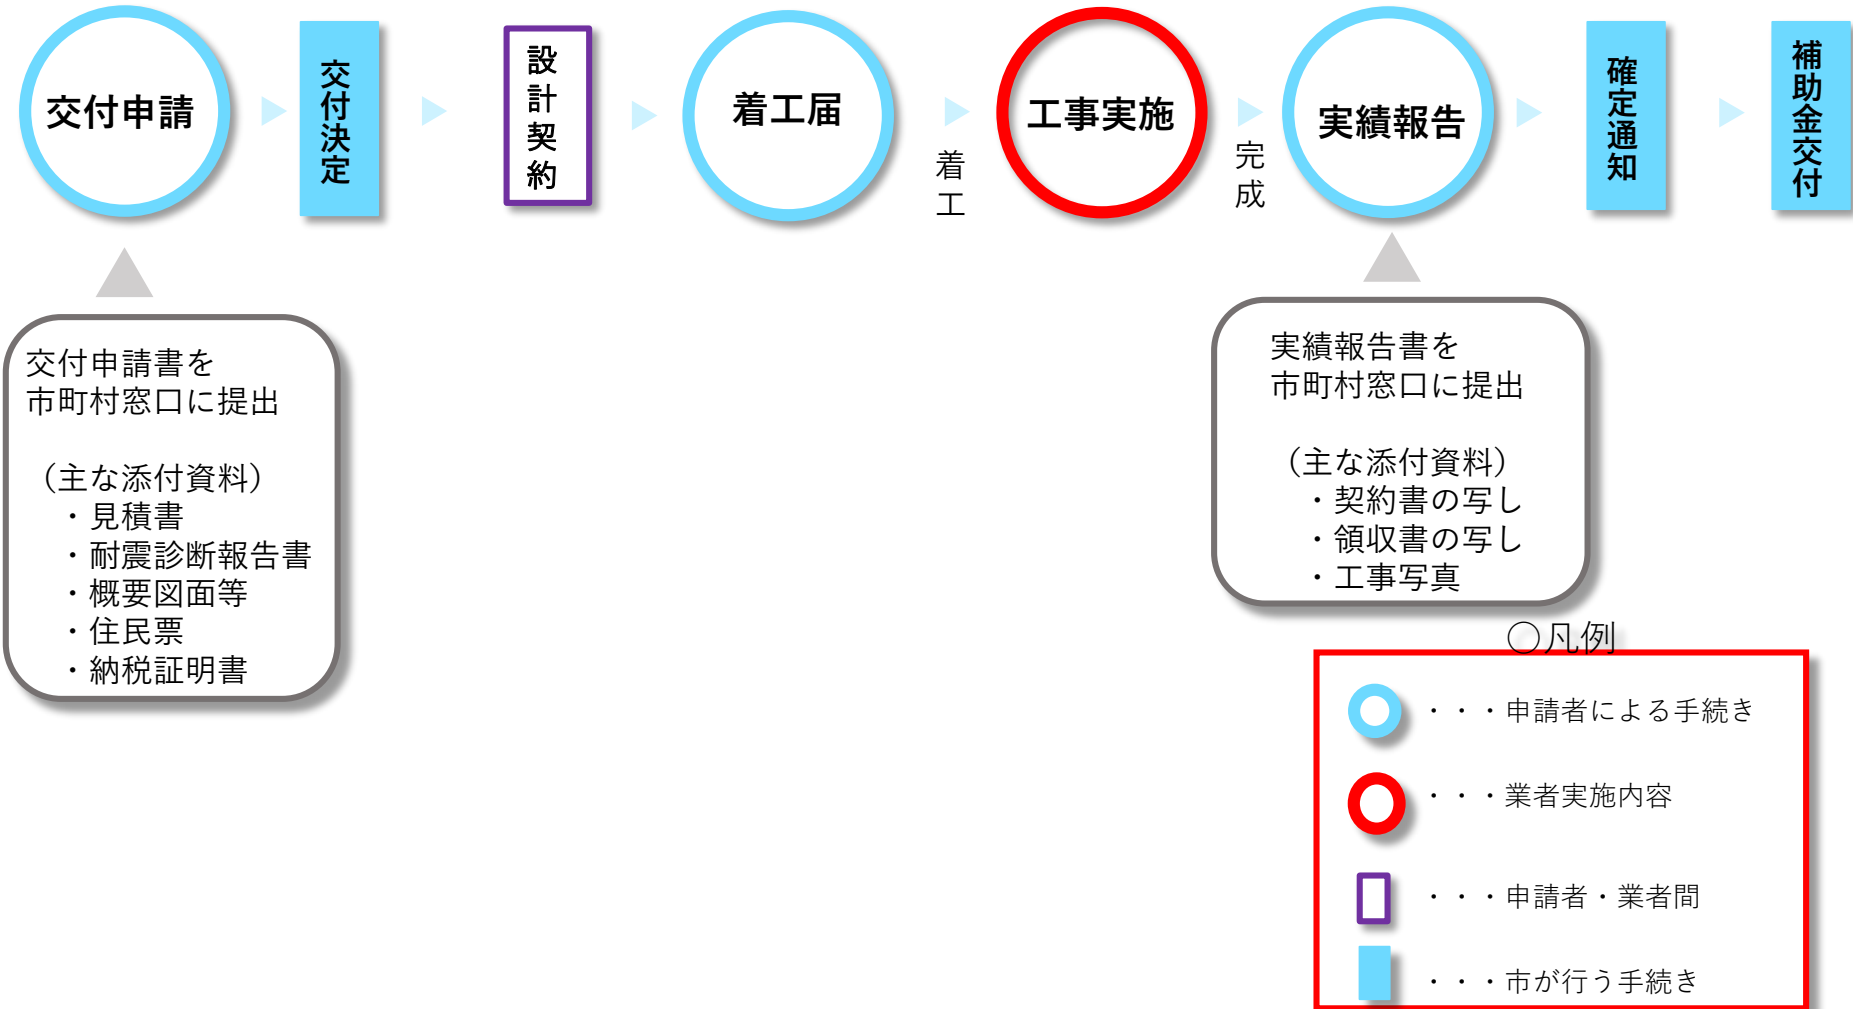 交付申請
交付決定
設計契約
着工届
着工
工事実施
完成
実績報告
確定通知
補助金交付
交付申請書を
市町村窓口に提出
（主な添付資料）
・見積書
・耐震診断報告書
・概要図面等
・住民票
・納税証明書
実績報告書を
市町村窓口に提出
（主な添付資料）
・契約書の写し
・領収書の写し
・工事写真
〇凡例
・・・申請者による手続き
・・・業者実施内容
・・・申請者・業者間
・・・市が行う手続き